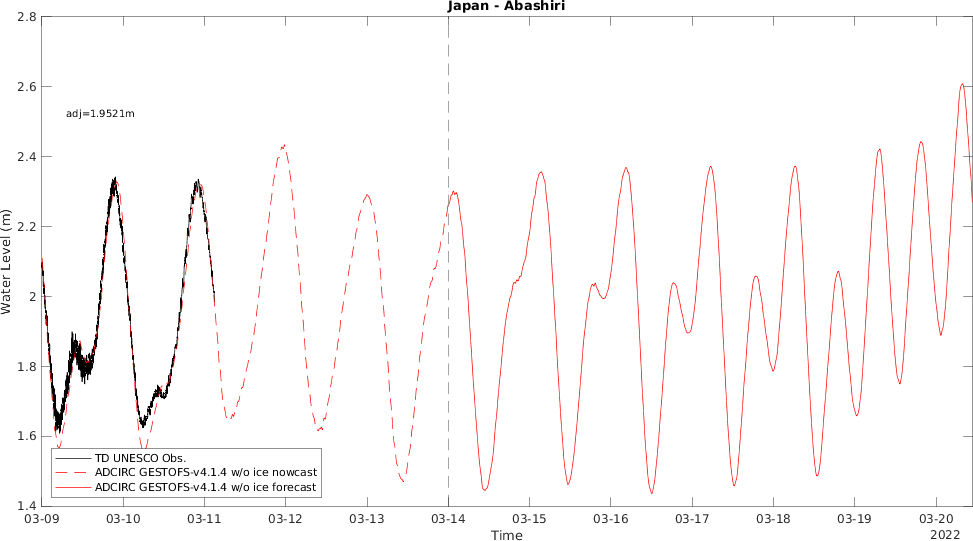 Japan - Abashiri
2.8
2.6
2.4
2.2
2
1.8
1.6
1.4
Water Level (m)
adj=1.9521m
TD UNESCO Obs.
ADCIRC GESTOFS-v4.1.4 w/o ice nowcast
ADCIRC GESTOFS-v4.1.4 w/o ice forecast
03-09 03-10 03-11 03-12 03-13 03-14 03-15 03-16 03-17 03-18 03-19 03-20
Time
2022